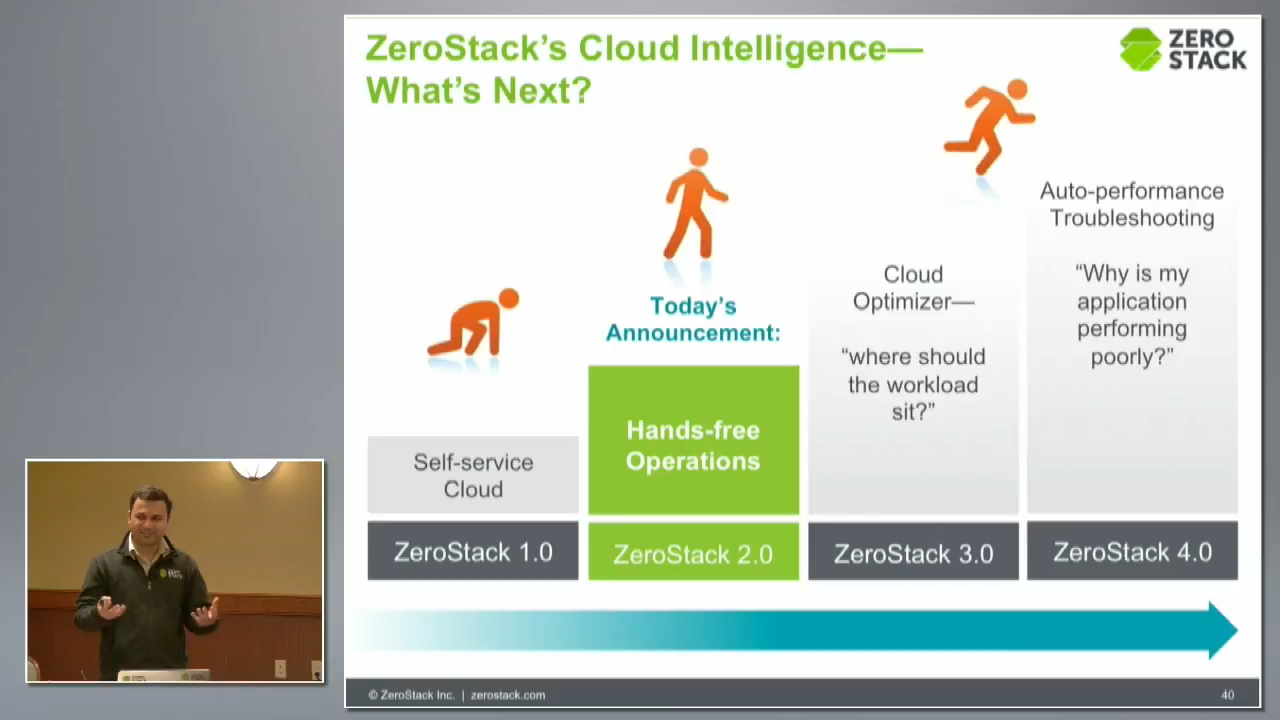 ZeroStack's Cloud Intelligence—
What's Next?
ZERO
STACK
Today's
Announcement:
Self-service
Cloud
Hands-free
Operations
Cloud
Optimizer—
“where should
the workload
sit?”
Auto-performance
Troubleshooting
“Why is my
application
performing
poorly?”
ZeroStack 1.0
ZeroStack 2.0
ZeroStack 3.0
ZeroStack 4.0
© ZeroStack Inc. | zerostack.com
40
ZERO
STACK